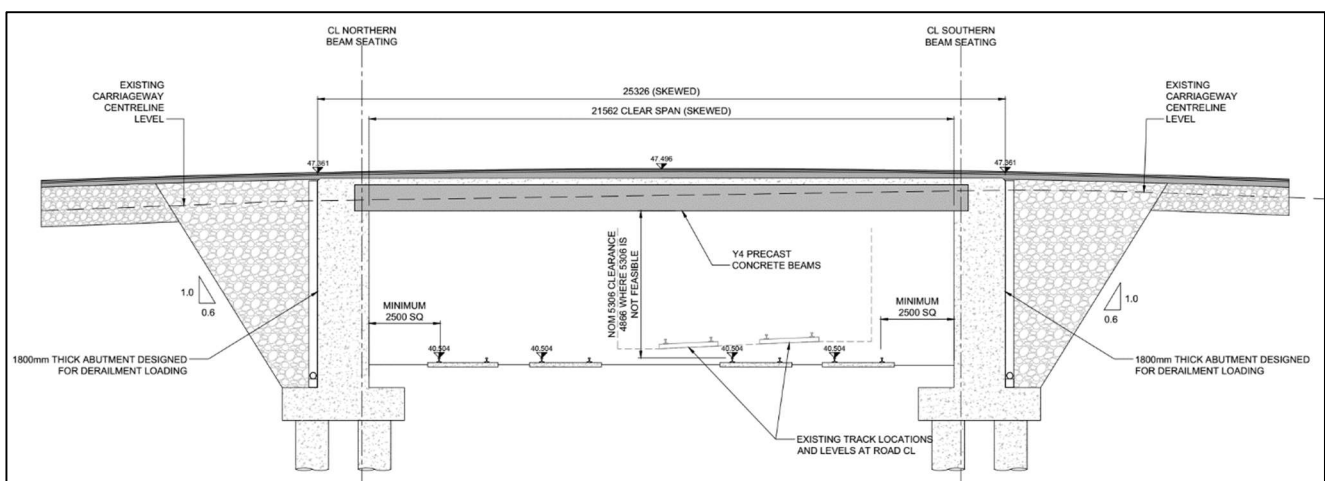 CL NORTHERN
BEAM SEATING
CL SOUTHERN
BEAM SEATING
EXISTING
CARRIAGEWAY
CENTRELINE
LEVEL
25326 (SKEWED)
21562 CLEAR SPAN (SKEWED)
EXISTING
CARRIAGEWAY
CENTRELINE
LEVEL
47.361
47.496
47.361
Y4 PRECAST
CONCRETE BEAMS
NOM 5306 CLEARANCE
4866 WHERE 5306 IS
NOT FEASIBLE
1.0
0.6
MINIMUM
2500 SQ
MINIMUM
2500 SQ
1.0
0.6
40.504
40.504
40.504
40.504
1800mm THICK ABUTMENT DESIGNED
FOR DERAILMENT LOADING
1800mm THICK ABUTMENT DESIGNED
FOR DERAILMENT LOADING
EXISTING TRACK LOCATIONS
AND LEVELS AT ROAD CL